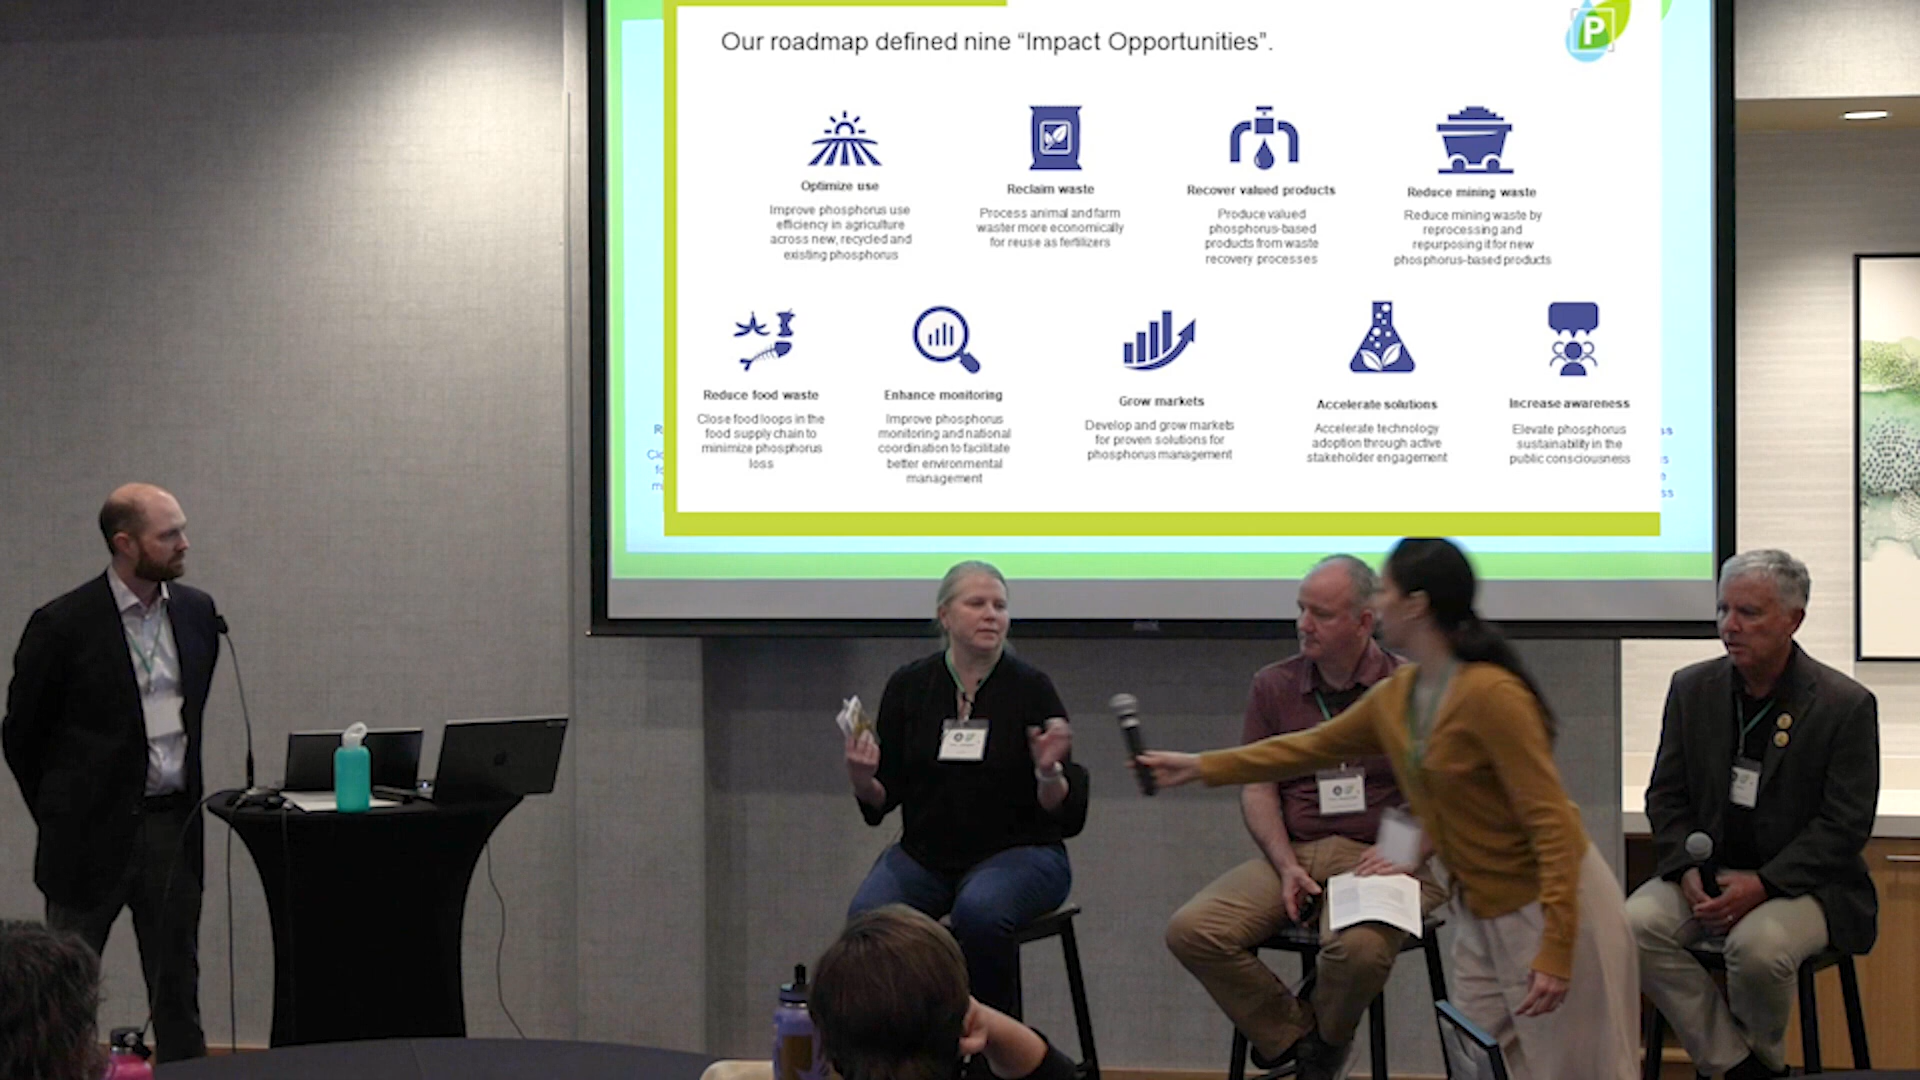 Our roadmap defined nine “Impact Opportunities”.
P
Optimize use
Improve phosphorus use
efficiency in agriculture
across new, recycled and
existing phosphorus
Reclaim waste
Process animal and farm
waster more economically
for reuse as fertilizers
Recover valued products
Produce valued
phosphorus-based
products from waste
recovery processes
Reduce mining waste
Reduce mining waste by
reprocessing and
repurposing it for new
phosphorus-based products
Reduce food waste
Close food loops in the
food supply chain to
minimize phosphorus
loss
Enhance monitoring
Improve phosphorus
monitoring and national
coordination to facilitate
better environmental
management
Grow markets
Develop and grow markets
for proven solutions for
phosphorus management
Accelerate solutions
Accelerate technology
adoption through active
stakeholder engagement
Increase awareness
Elevate phosphorus
sustainability in the
public consciousness